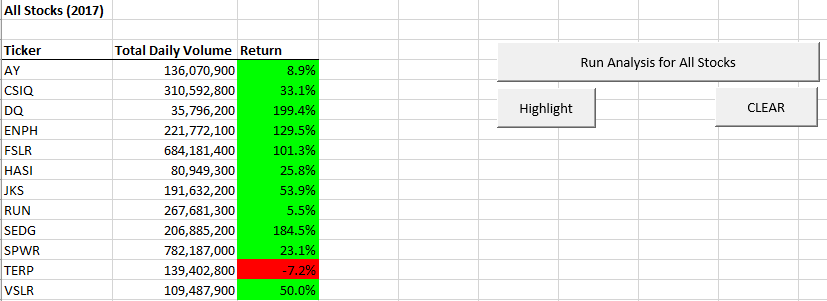 All Stocks (2017)
Ticker Total Daily Volume Return
AY 136,070,900 8.9%
CSIQ 310,592,800 33.1%
DQ 35,796,200 199.4%
ENPH 221,772,100 129.5%
FSLR 684,181,400 101.3%
HASI 80,949,300 25.8%
JKS 191,632,200 53.9%
RUN 267,681,300 5.5%
SEDG 206,885,200 184.5%
SPWR 782,187,000 23.1%
TERP 139,402,800 -7.2%
VSLR 109,487,900 50.0%
Run Analysis for All Stocks
Highlight
CLEAR